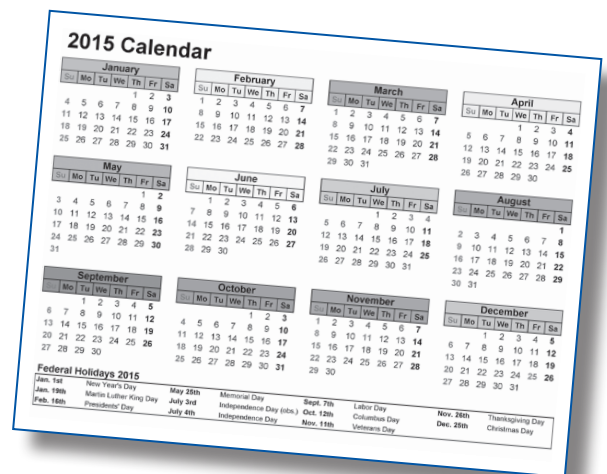 2015 Calendar
January
Su Mo Tu We Th Fr Sa
1 2 3
4 5 6 7 8 9 10
11 12 13 14 15 16 17
18 19 20 21 22 23 24
25 26 27 28 29 30 31
February
Su Mo Tu We Th Fr Sa
1 2 3 4 5 6 7
8 9 10 11 12 13 14
15 16 17 18 19 20 21
22 23 24 25 26 27 28
March
Su Mo Tu We Th Fr Sa
1 2 3 4 5 6 7
8 9 10 11 12 13 14
15 16 17 18 19 20 21
22 23 24 25 26 27 28
29 30 31
April
Su Mo Tu We Th Fr Sa
1 2 3 4
5 6 7 8 9 10 11
12 13 14 15 16 17 18
19 20 21 22 23 24 25
26 27 28 29 30
May
Su Mo Tu We Th Fr Sa
1 2
3 4 5 6 7 8 9
10 11 12 13 14 15 16
17 18 19 20 21 22 23
24 25 26 27 28 29 30
31
June
Su Mo Tu We Th Fr Sa
1 2 3 4 5 6
7 8 9 10 11 12 13
14 15 16 17 18 19 20
21 22 23 24 25 26 27
28 29 30
July
Su Mo Tu We Th Fr Sa
1 2 3 4
5 6 7 8 9 10 11
12 13 14 15 16 17 18
19 20 21 22 23 24 25
26 27 28 29 30 31
August
Su Mo Tu We Th Fr Sa
1
2 3 4 5 6 7 8
9 10 11 12 13 14 15
16 17 18 19 20 21 22
23 24 25 26 27 28 29
30 31
September
Su Mo Tu We Th Fr Sa
1 2 3 4 5
6 7 8 9 10 11 12
13 14 15 16 17 18 19
20 21 22 23 24 25 26
27 28 29 30
October
Su Mo Tu We Th Fr Sa
1 2 3
4 5 6 7 8 9 10
11 12 13 14 15 16 17
18 19 20 21 22 23 24
25 26 27 28 29 30 31
November
Su Mo Tu We Th Fr Sa
1 2 3 4 5 6 7
8 9 10 11 12 13 14
15 16 17 18 19 20 21
22 23 24 25 26 27 28
29 30
December
Su Mo Tu We Th Fr Sa
1 2 3 4 5
6 7 8 9 10 11 12
13 14 15 16 17 18 19
20 21 22 23 24 25 26
27 28 29 30 31
Federal Holidays 2015
Jan. 1st New Year's Day May 25th Memorial Day Sept. 7th Labor Day Nov. 26th Thanksgiving Day
Jan. 19th Martin Luther King Day July 3rd Independence Day (obs.) Oct. 12th Columbus Day Dec. 25th Christmas Day
Feb. 16th Presidents' Day July 4th Independence Day Nov. 11th Veterans Day